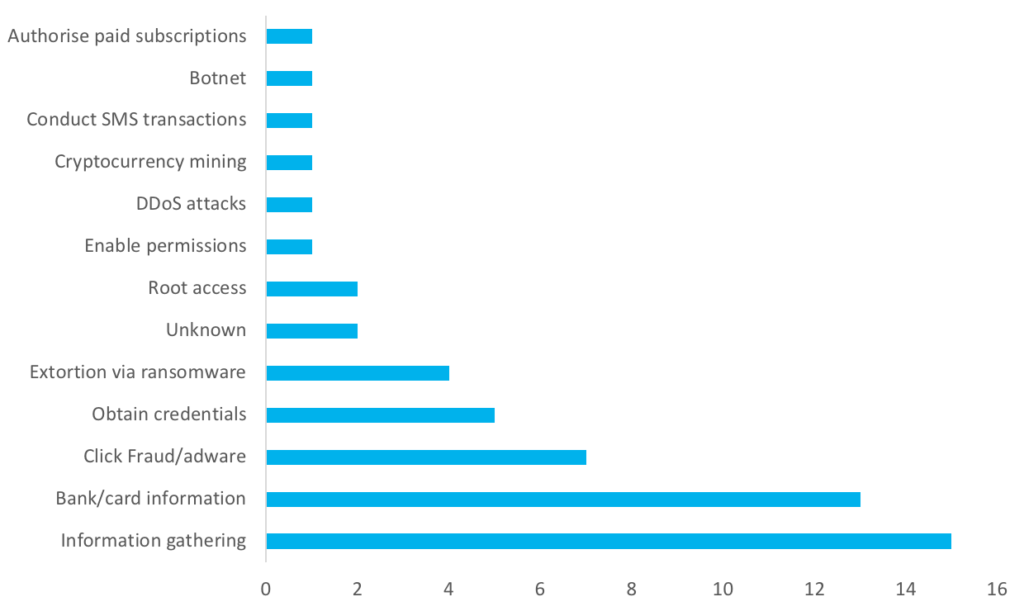 Authorise paid subscriptions
Botnet
Conduct SMS transactions
Cryptocurrency mining
DDoS attacks
Enable permissions
Root access
Unknown
Extortion via ransomware
Obtain credentials
Click Fraud/adware
Bank/card information
Information gathering
0 2 4 6 8 10 12 14 16